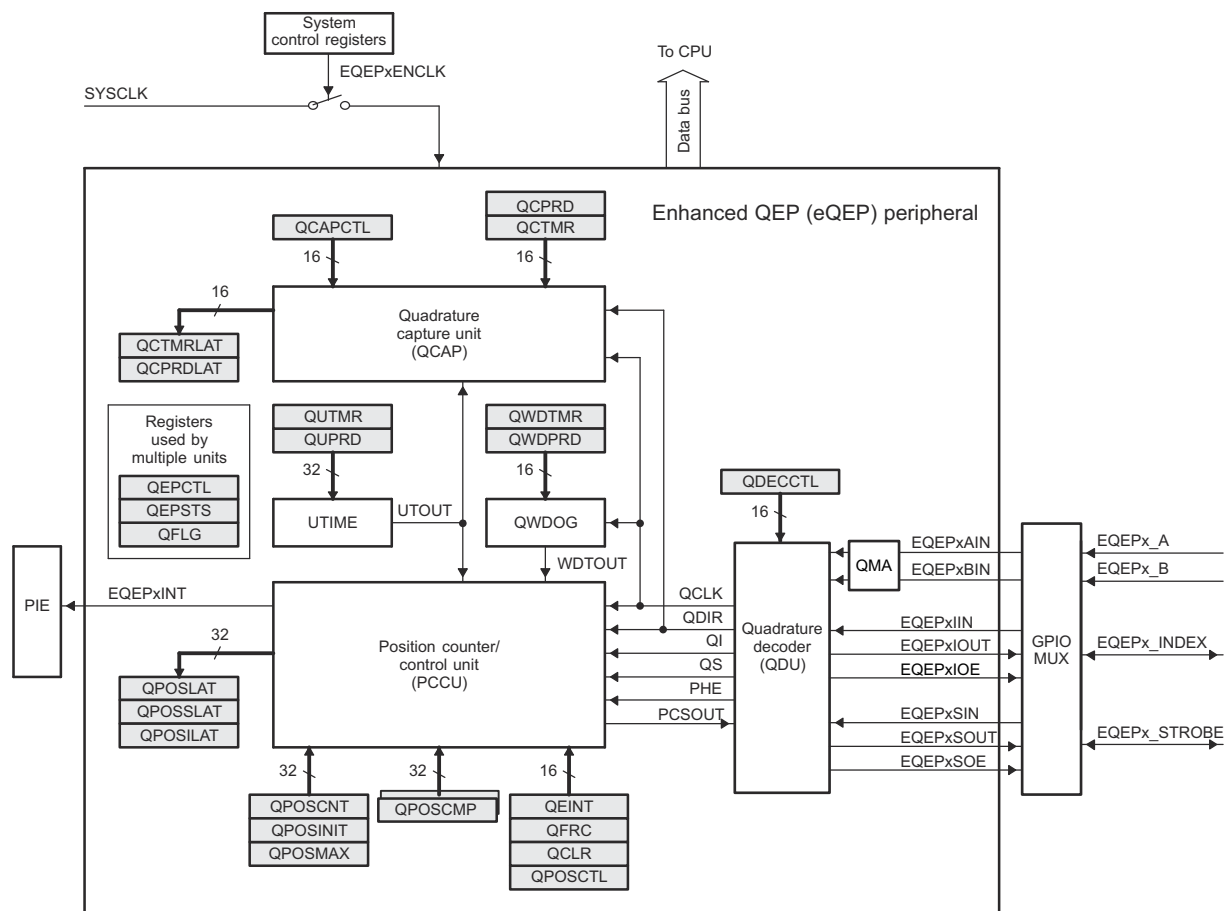 System
control registers
To CPU
EQEPxENCLK
SYSCLK
Data bus
Enhanced QEP (eQEP) peripheral
QCAPCTL
QCPRD
QCTMR
16
16
16
Quadrature
capture unit
(QCAP)
QCTMRLAT
QCPRDLAT
Registers
used by
multiple units
QEPCTL
QEPSTS
QFLG
QUTMR
QUPRD
QWDTMR
QWDPRD
32
16
QDECCTL
16
UTIME
UTOUT
QWDOG
WDTOUT
PIE
EQEPxINT
32
QPOSLAT
QPOSSLAT
QPOSILAT
Position counter/
control unit
(PCCU)
QCLK
QDIR
QI
QS
PHE
PCSOUT
Quadrature
decoder
(QDU)
QMA
EQEPxAIN
EQEPxBIN
EQEPxIIN
EQEPxIOUT
EQEPxIOE
EQEPxSIN
EQEPxSOUT
EQEPxSOE
GPIO
MUX
EQEPx_A
EQEPx_B
EQEPx_INDEX
EQEPx_STROBE
32
32
16
QPOSCNT
QPOSINIT
QPOSMAX
QPOSCMP
QEINT
QFRC
QCLR
QPOSCTL